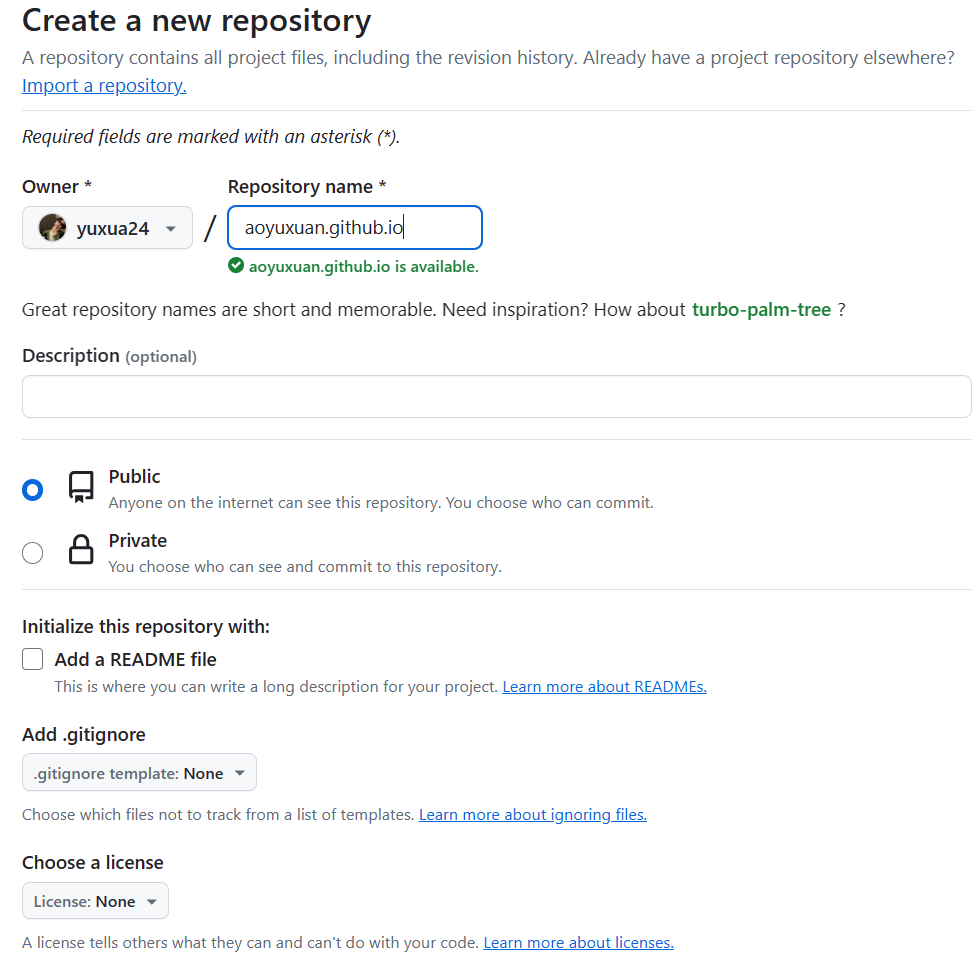 Create a new repository
A repository contains all project files, including the revision history. Already have a project repository elsewhere?
Import a repository.
Required fields are marked with an asterisk (*).
Owner *
Repository name *
yuxua24
/
aoyuxuan.github.io
aoyuxuan.github.io is available.
Great repository names are short and memorable. Need inspiration? How about turbo-palm-tree ?
Description (optional)
Public
Anyone on the internet can see this repository. You choose who can commit.
Private
You choose who can see and commit to this repository.
Initialize this repository with:
Add a README file
This is where you can write a long description for your project. Learn more about READMEs.
Add .gitignore
.gitignore template: None
Choose which files not to track from a list of templates. Learn more about ignoring files.
Choose a license
License: None
A license tells others what they can and can't do with your code. Learn more about licenses.